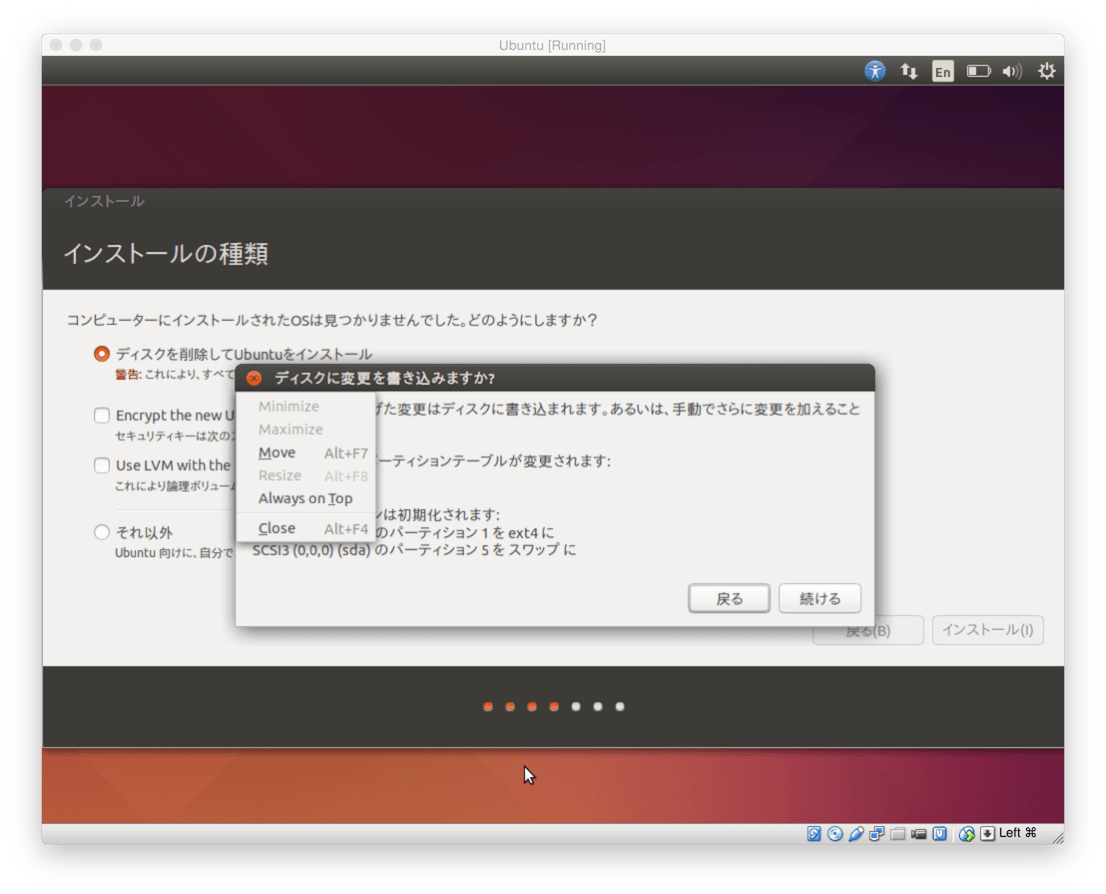 Ubuntu [Running]
En
インストール
インストールの種類
コンピューターにインストールされたOSは見つかりませんでした。どのようにしますか?
ディスクを削除してUbuntuをインストール
警告: これにより、すべて
Encrypt the new U
セキュリティキーは次の
Use LVM with the
これにより論理ボリューム
それ以外
Ubuntu 向けに、自分で
ディスクに変更を書き込みますか?
げた変更はディスクに書き込まれます。あるいは、手動でさらに変更を加えること
ーティションテーブルが変更されます:
ンは初期化されます:
のパーティション 1 を ext4 に
SCSI3 (0,0,0) (sda) のパーティション 5 を スワップ に
Minimize
Maximize
Move Alt+F7
Resize Alt+F8
Always on Top
Close Alt+F4
戻る 続ける
戻る(B) インストール(I)
Left ⌘